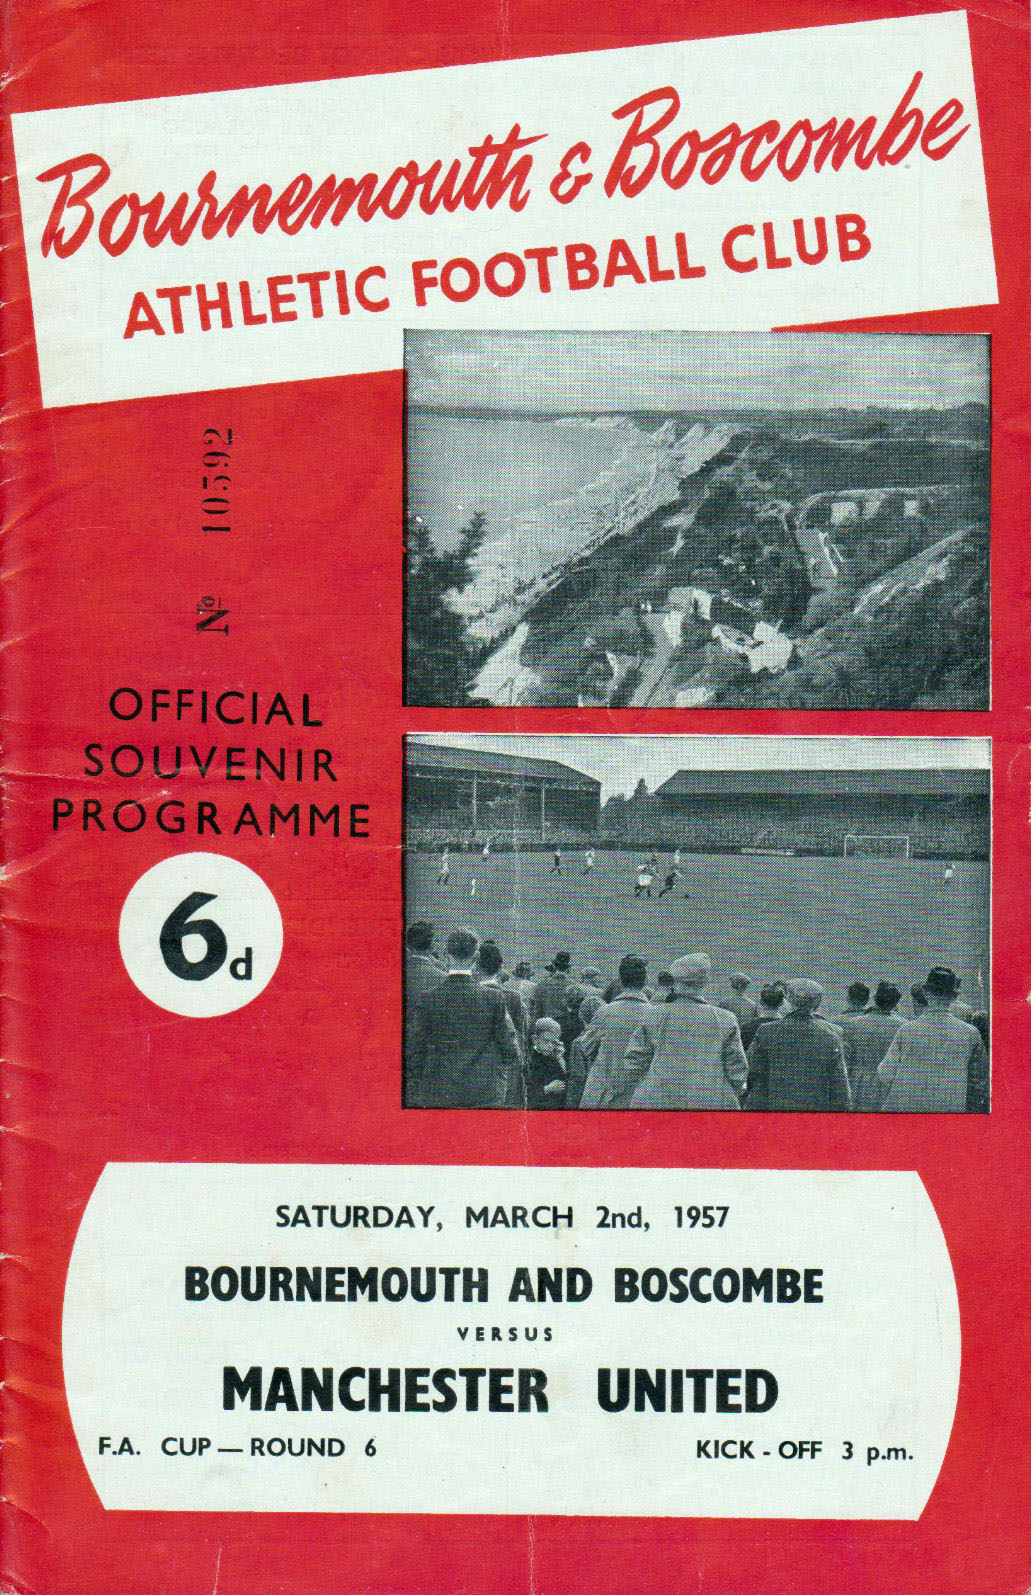 Bournemouth & Boscombe
ATHLETIC FOOTBALL CLUB
Nº 10592
OFFICIAL
SOUVENIR
PROGRAMME
6d
SATURDAY, MARCH 2nd, 1957
BOURNEMOUTH AND BOSCOMBE
VERSUS
MANCHESTER UNITED
F.A. CUP — ROUND 6 KICK - OFF 3 p.m.